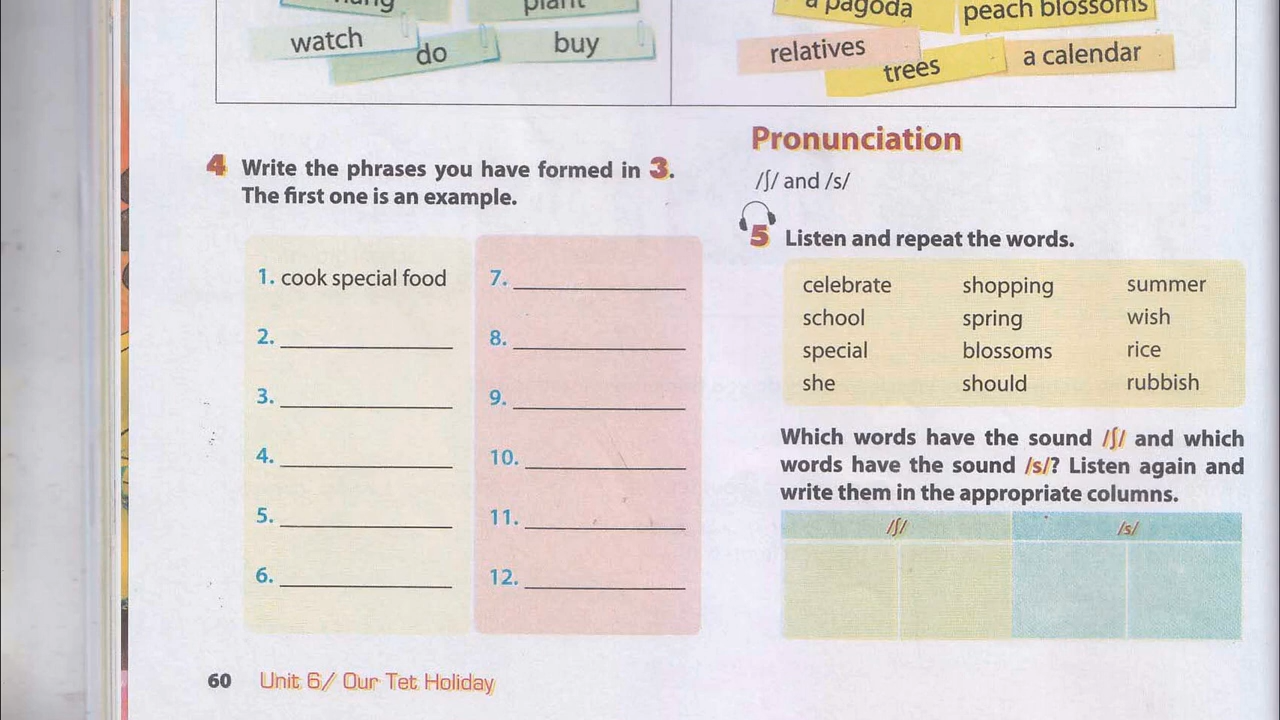 hung
plant
watch
do
buy
a pagoda
peach blossoms
relatives
trees
a calendar
4 Write the phrases you have formed in 3.
The first one is an example.
1. cook special food
2.
3.
4.
5.
6.
7.
8.
9.
10.
11.
12.
Pronunciation
/ʃ/ and /s/
5 Listen and repeat the words.
celebrate shopping summer
school spring wish
special blossoms rice
she should rubbish
Which words have the sound /ʃ/ and which
words have the sound /s/? Listen again and
write them in the appropriate columns.
/ʃ/ /s/
60 Unit 6/ Our Tet Holiday